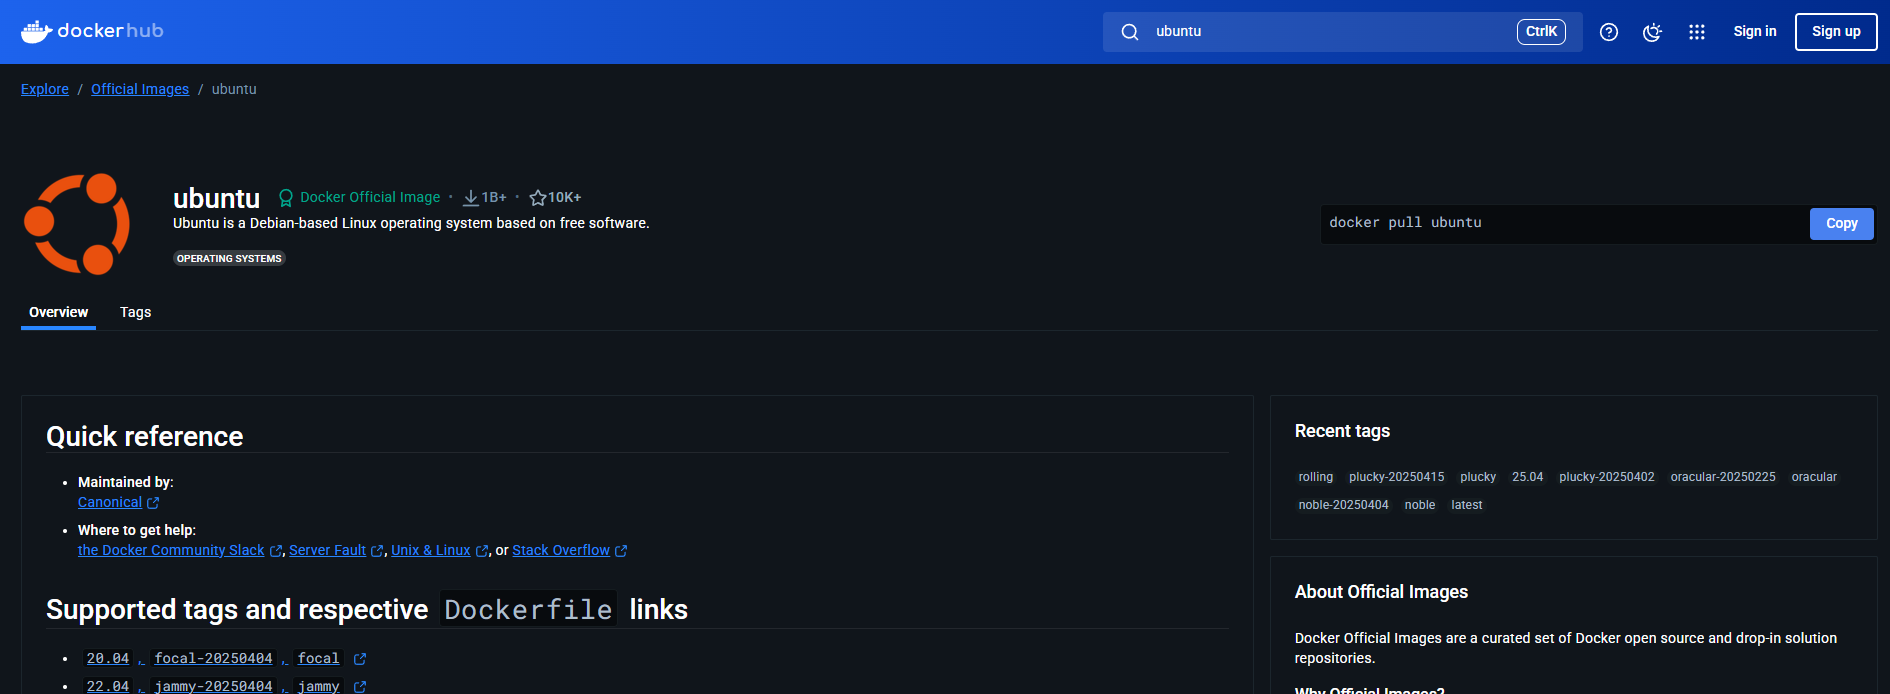 dockerhub
ubuntu
CtrlK
Sign in
Sign up
Explore / Official Images / ubuntu
ubuntu Docker Official Image · 1B+ · 10K+
Ubuntu is a Debian-based Linux operating system based on free software.
OPERATING SYSTEMS
docker pull ubuntu
Copy
Overview
Tags
Quick reference
• Maintained by:
Canonical
• Where to get help:
the Docker Community Slack, Server Fault, Unix & Linux, or Stack Overflow
Supported tags and respective Dockerfile links
• 20.04, focal-20250404, focal
• 22.04, jammy-20250404, jammy
Recent tags
rolling plucky-20250415 plucky 25.04 plucky-20250402 oracular-20250225 oracular
noble-20250404 noble latest
About Official Images
Docker Official Images are a curated set of Docker open source and drop-in solution
repositories.
Why Official Images?